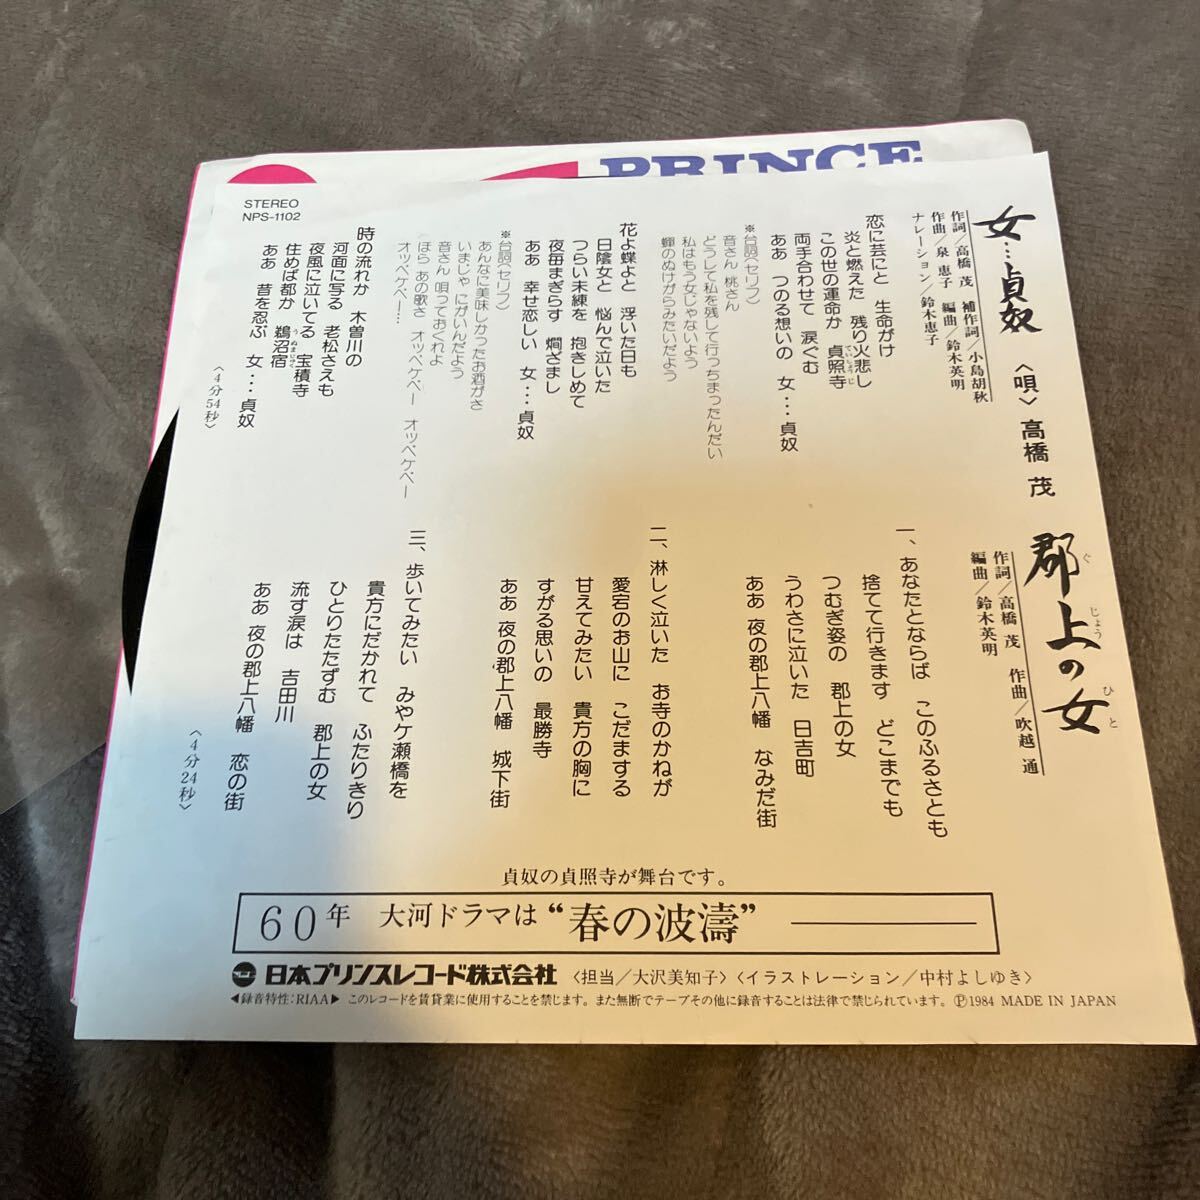 PRINCE
STEREO
NPS-1102
女…貞奴 〈唄〉高橋 茂
作詞/高橋 茂 補作詞/小島胡秋
作曲/泉 恵子 編曲/鈴木英明
ナレーション/鈴木恵子
恋に芸にと 生命がけ
炎と燃えた 残り火悲し
この世の運命か 貞照寺
ていしょうじ
両手合わせて 涙ぐむ
ああ つのる想いの 女…貞奴
※台詞(セリフ)
音さん 桃さん
どうして私を残して行っちまったんだい
私はもう女じゃないよう
蝉のぬけがらみたいだよう
花よ蝶よと 浮いた日も
日陰女と 悩んで泣いた
つらい未練を 抱きしめて
夜毎まぎらす 燗ざまし
ああ 幸せ恋しい 女…貞奴
※台詞(セリフ)
あんなに美味しかったお酒がさ
いまじゃ にがいんだよう
音さん 唄っておくれよ
ほら あの歌さ オッペケペー オッペケペー
オッペケペー!…
時の流れか 木曽川の
河面に写る 老松さえも
夜風に泣いてる 宝積寺
住めば都か 鵜沼宿
うぬまじゅく
ああ 昔を忍ぶ 女…貞奴
〈4分54秒〉
郡上の女
ぐじょう ひと
作詞/高橋 茂 作曲/吹越 通
編曲/鈴木英明
一、あなたとならば このふるさとも
捨てて行きます どこまでも
つむぎ姿の 郡上の女
うわさに泣いた 日吉町
ああ 夜の郡上八幡 なみだ街
二、淋しく泣いた お寺のかねが
愛宕のお山に こだまする
甘えてみたい 貴方の胸に
すがる思いの 最勝寺
ああ 夜の郡上八幡 城下街
三、歩いてみたい みやケ瀬橋を
貴方にだかれて ふたりきり
ひとりたたずむ 郡上の女
流す涙は 吉田川
ああ 夜の郡上八幡 恋の街
〈4分24秒〉
貞奴の貞照寺が舞台です。
60年 大河ドラマは“春の波濤”
日本プリンスレコード株式会社 〈担当/大沢美知子〉〈イラストレーション/中村よしゆき〉
◀録音特性:RIAA▶ このレコードを賃貸業に使用することを禁じます。また無断でテープその他に録音することは法律で禁じられています。 Ⓟ1984 MADE IN JAPAN